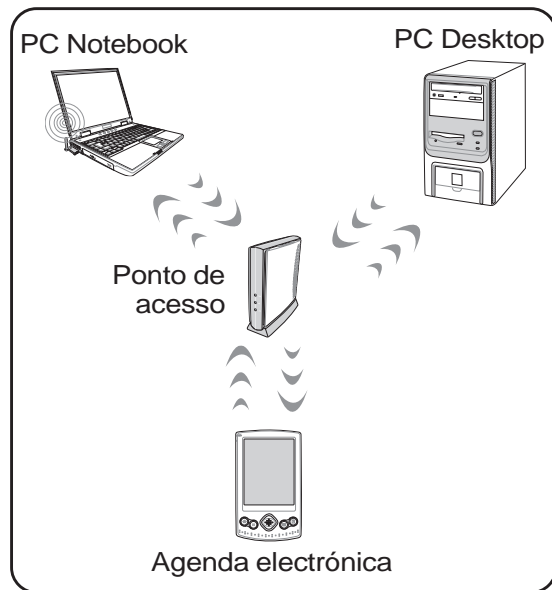 PC Notebook
PC Desktop
Ponto de
acesso
Agenda electrónica